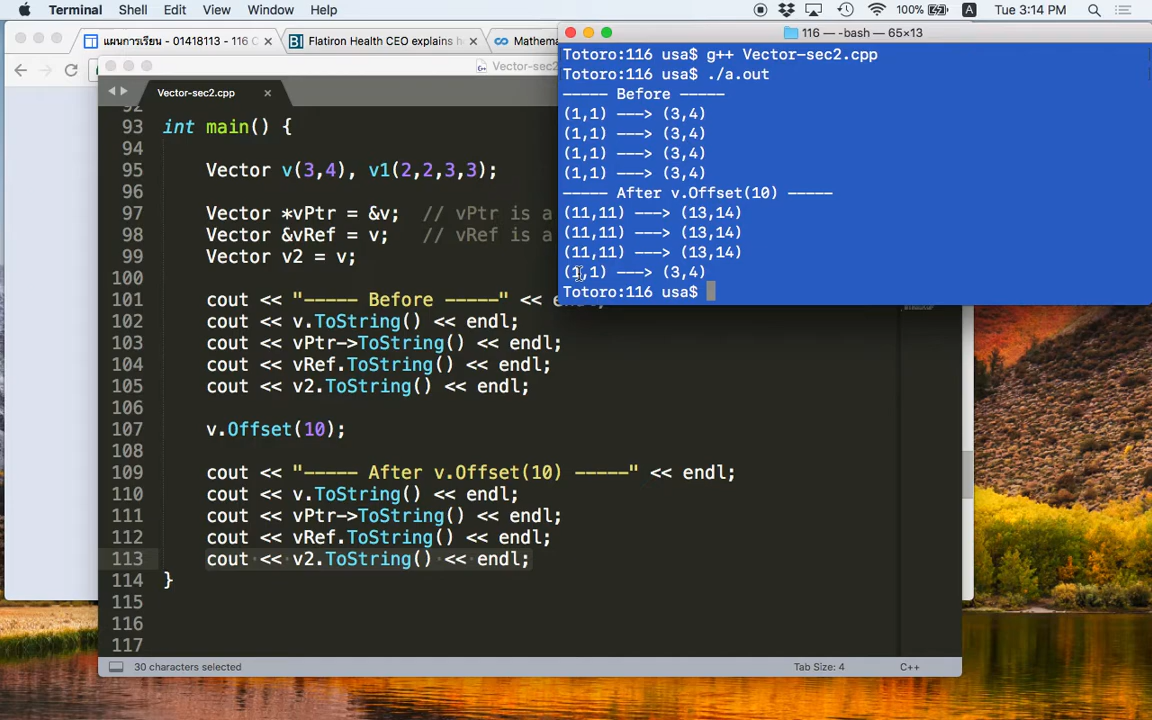 Terminal Shell Edit View Window Help 100% A Tue 3:14 PM
แผนการเรียน - 01418113 - 116 C × Flatiron Health CEO explains h × Mathema
Vector-sec2
Vector-sec2.cpp ×
116 — -bash — 65×13
Totoro:116 usa$ g++ Vector-sec2.cpp
Totoro:116 usa$ ./a.out
----- Before -----
(1,1) ---> (3,4)
(1,1) ---> (3,4)
(1,1) ---> (3,4)
(1,1) ---> (3,4)
----- After v.Offset(10) -----
(11,11) ---> (13,14)
(11,11) ---> (13,14)
(11,11) ---> (13,14)
(1,1) ---> (3,4)
Totoro:116 usa$
92
93 int main() {
94
95 Vector v(3,4), v1(2,2,3,3);
96
97 Vector *vPtr = &v; // vPtr is a
98 Vector &vRef = v; // vRef is a
99 Vector v2 = v;
100
101 cout << "----- Before -----" << endl;
102 cout << v.ToString() << endl;
103 cout << vPtr->ToString() << endl;
104 cout << vRef.ToString() << endl;
105 cout << v2.ToString() << endl;
106
107 v.Offset(10);
108
109 cout << "----- After v.Offset(10) -----" << endl;
110 cout << v.ToString() << endl;
111 cout << vPtr->ToString() << endl;
112 cout << vRef.ToString() << endl;
113 cout << v2.ToString() << endl;
114 }
115
116
117
30 characters selected Tab Size: 4 C++